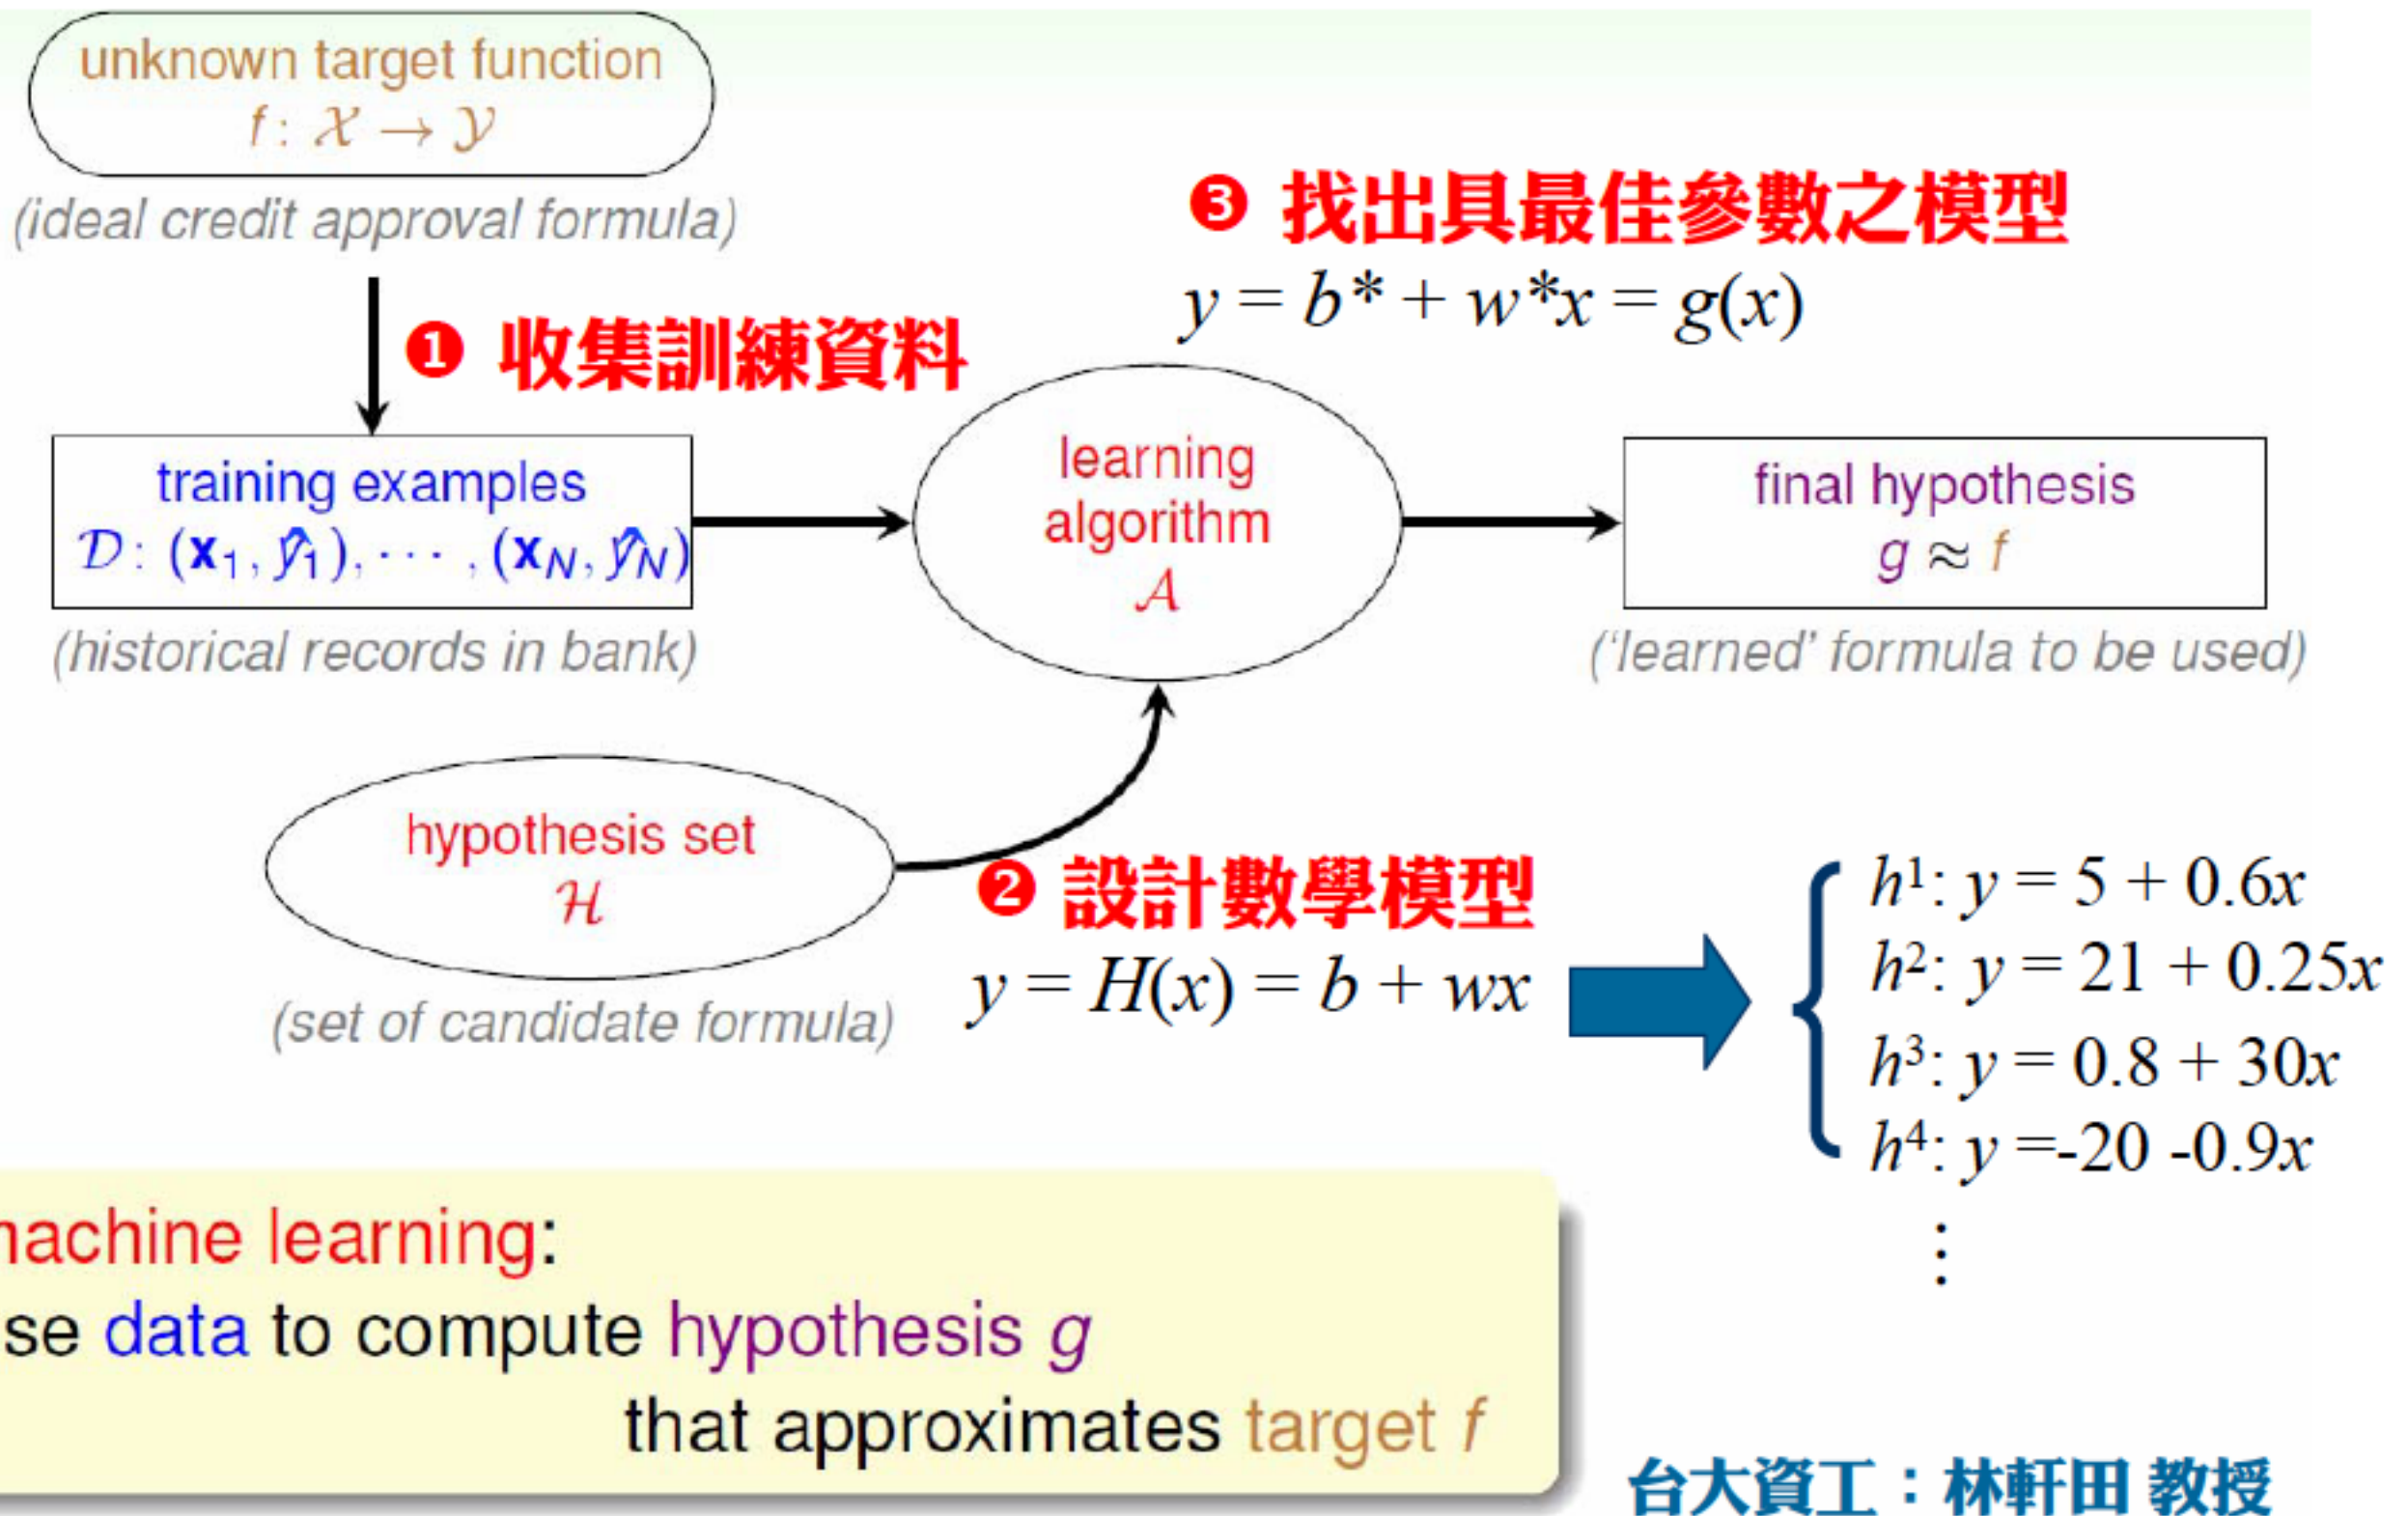 unknown target function
f: 𝒳 → 𝒴
(ideal credit approval formula)
❸ 找出具最佳參數之模型
y = b* + w*x = g(x)
❶ 收集訓練資料
training examples
𝒟: (x₁, ŷ₁), ··· , (x_N, ŷ_N)
(historical records in bank)
learning
algorithm
𝒜
final hypothesis
g ≈ f
('learned' formula to be used)
hypothesis set
ℋ
(set of candidate formula)
❷ 設計數學模型
y = H(x) = b + wx
h¹: y = 5 + 0.6x
h²: y = 21 + 0.25x
h³: y = 0.8 + 30x
h⁴: y =-20 -0.9x
⋮
achine learning:
se data to compute hypothesis g
that approximates target f
台大資工：林軒田 教授